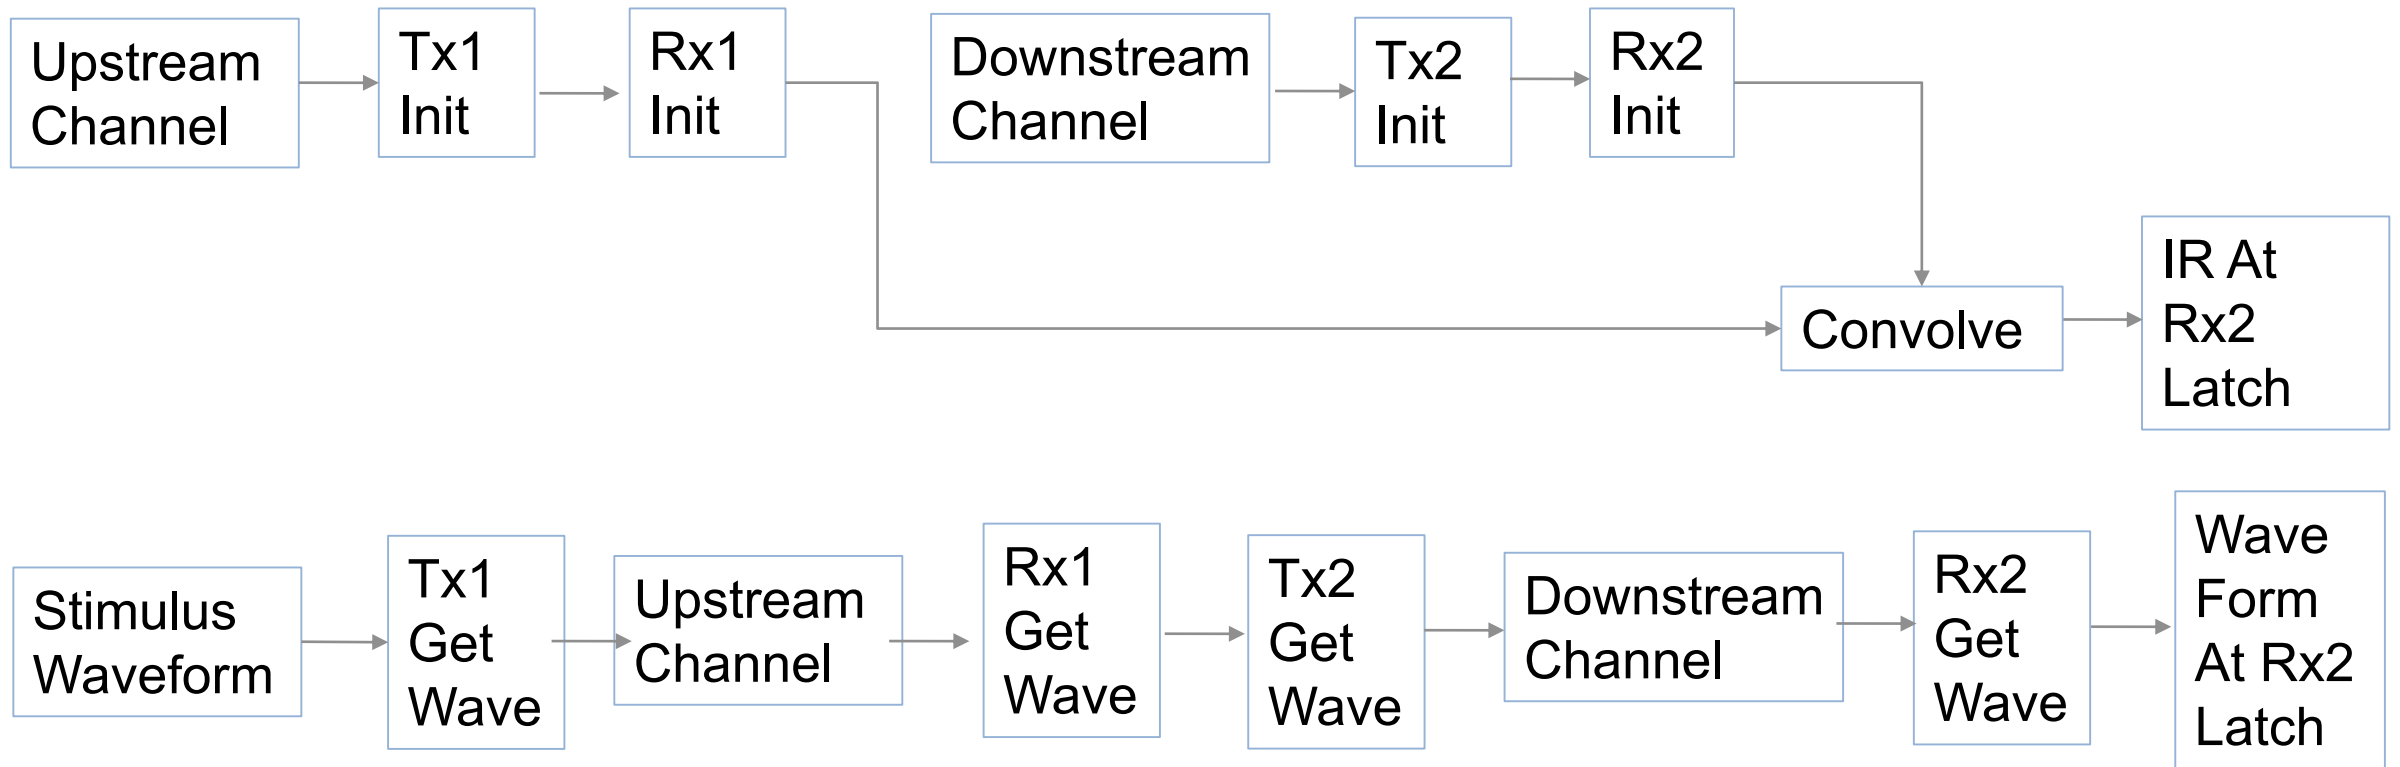 Upstream
Channel
Tx1
Init
Rx1
Init
Downstream
Channel
Tx2
Init
Rx2
Init
Convolve
IR At
Rx2
Latch
Stimulus
Waveform
Tx1
Get
Wave
Upstream
Channel
Rx1
Get
Wave
Tx2
Get
Wave
Downstream
Channel
Rx2
Get
Wave
Wave
Form
At Rx2
Latch